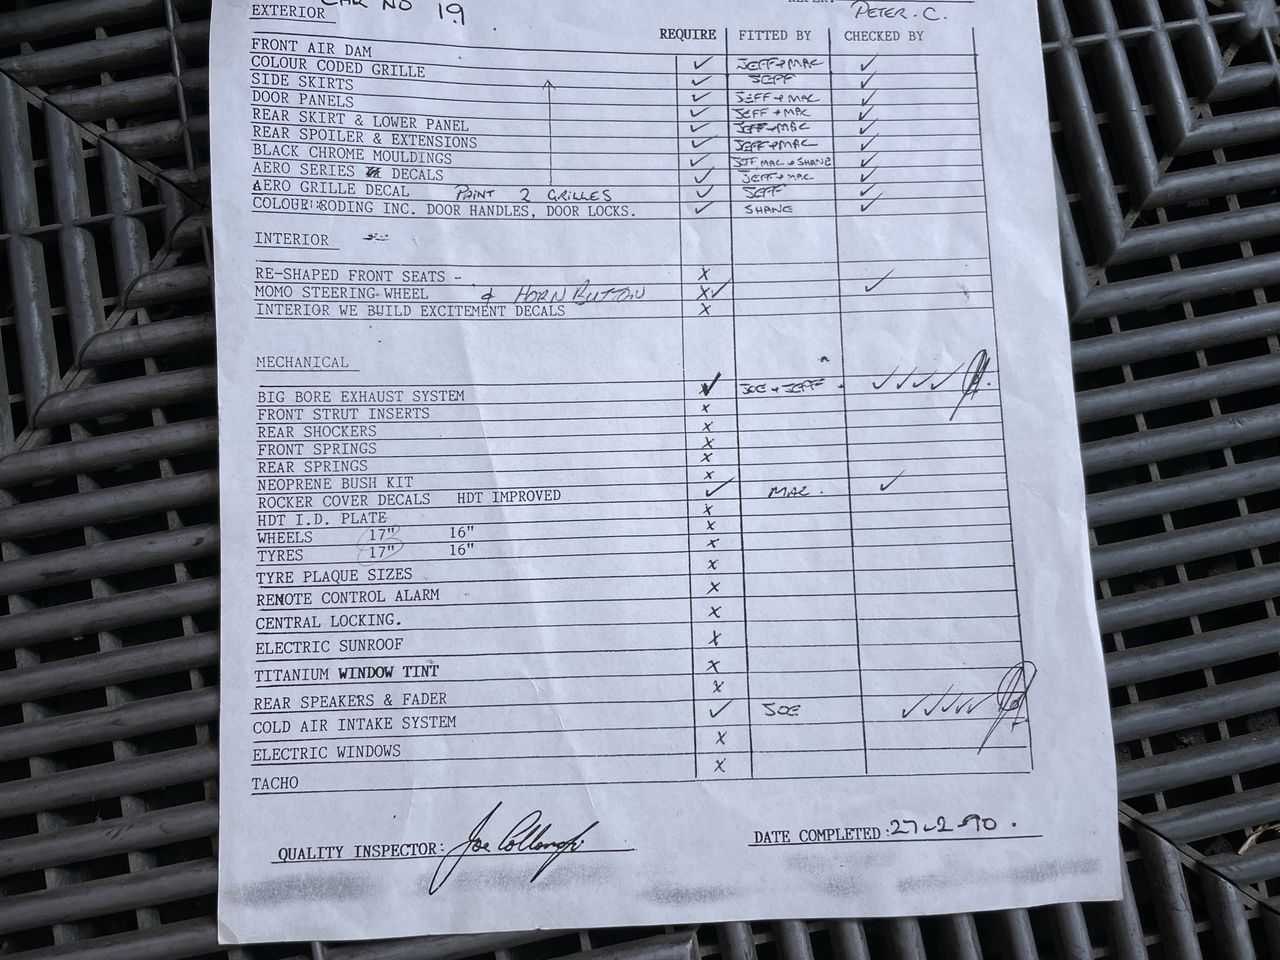 CAR NO 19
EXTERIOR PETER. C.
REQUIRE FITTED BY CHECKED BY
FRONT AIR DAM ✓ JEFF + MAC ✓
COLOUR CODED GRILLE ✓ JEFF ✓
SIDE SKIRTS ✓ JEFF + MAC ✓
DOOR PANELS ✓ JEFF + MAC ✓
REAR SKIRT & LOWER PANEL ✓ JEFF + MAC ✓
REAR SPOILER & EXTENSIONS ✓ JEFF + MAC ✓
BLACK CHROME MOULDINGS ✓ JEFF MAC + SHANE ✓
AERO SERIES DECALS ✓ JEFF + MAC ✓
AERO GRILLE DECAL PAINT 2 GRILLES ✓ JEFF ✓
COLOUR CODING INC. DOOR HANDLES, DOOR LOCKS. ✓ SHANE ✓
INTERIOR
RE-SHAPED FRONT SEATS - X
MOMO STEERING-WHEEL & HORN BUTTON X ✓ ✓
INTERIOR WE BUILD EXCITEMENT DECALS X
MECHANICAL
BIG BORE EXHAUST SYSTEM ✓ JOE + JEFF . ✓ ✓ ✓ ✓
FRONT STRUT INSERTS X
REAR SHOCKERS X
FRONT SPRINGS X
REAR SPRINGS X
NEOPRENE BUSH KIT X
ROCKER COVER DECALS HDT IMPROVED ✓ MAC. ✓
HDT I.D. PLATE X
WHEELS 17" 16" X
TYRES 17" 16" X
TYRE PLAQUE SIZES X
REMOTE CONTROL ALARM X
CENTRAL LOCKING. X
ELECTRIC SUNROOF X
TITANIUM WINDOW TINT X
REAR SPEAKERS & FADER X
COLD AIR INTAKE SYSTEM ✓ JOE ✓ ✓ ✓ ✓
ELECTRIC WINDOWS X
TACHO X
QUALITY INSPECTOR: Joe DATE COMPLETED: 27-2-90.